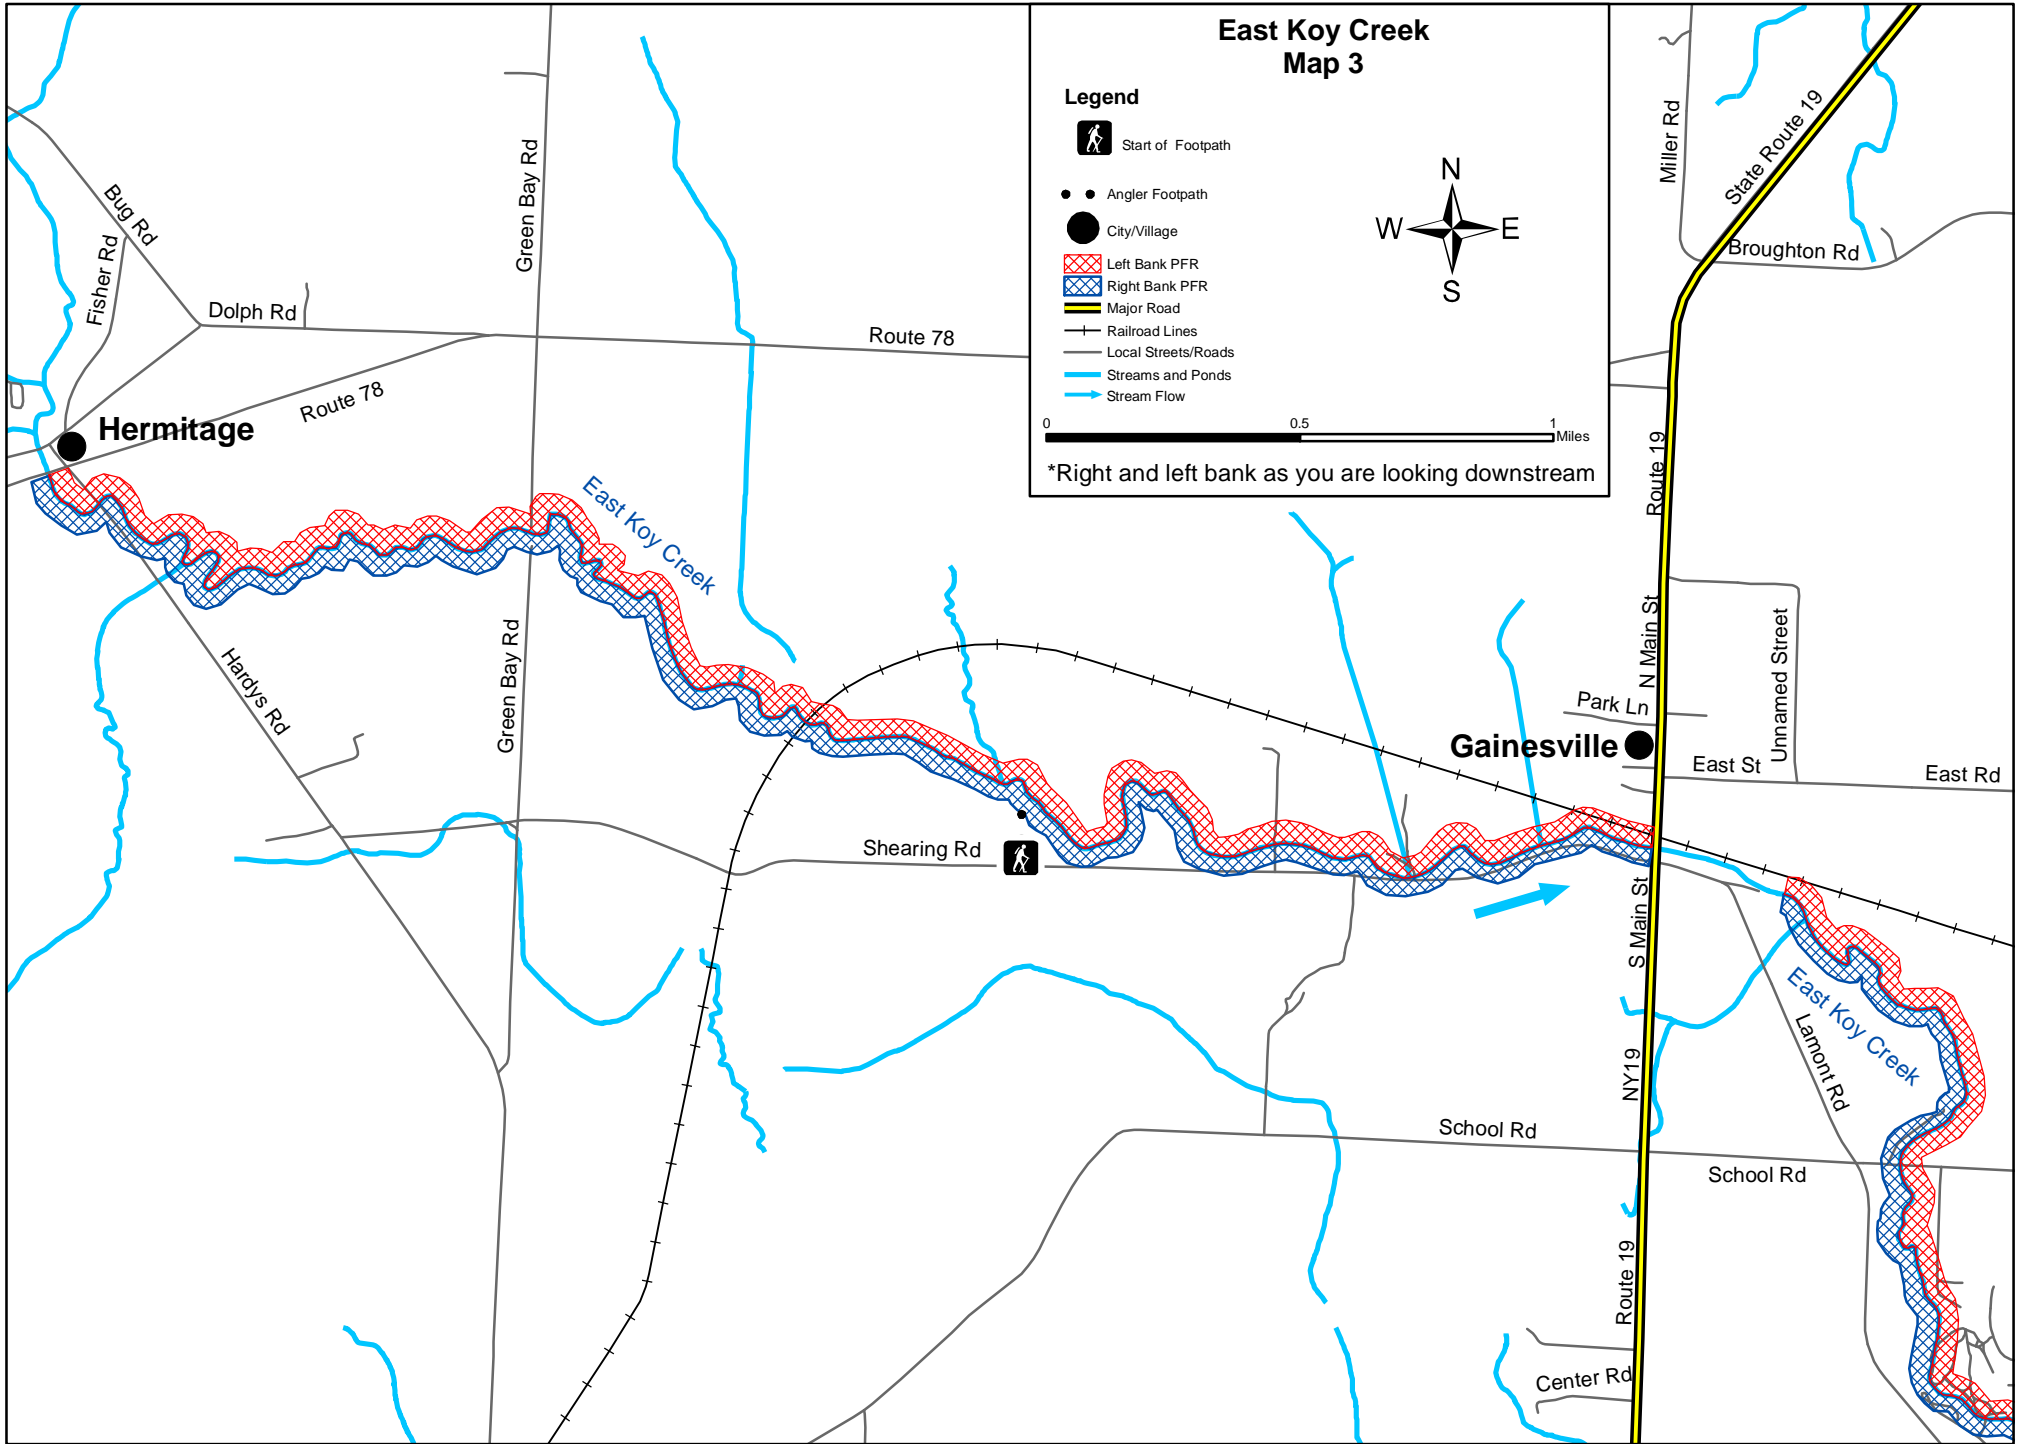 East Koy Creek
Map 3
Legend
Start of Footpath
Angler Footpath
City/Village
Left Bank PFR
Right Bank PFR
Major Road
Railroad Lines
Local Streets/Roads
Streams and Ponds
Stream Flow
N
W
E
S
0
0.5
1
Miles
*Right and left bank as you are looking downstream
Bug Rd
Fisher Rd
Dolph Rd
Green Bay Rd
Route 78
Route 78
Hermitage
East Koy Creek
Hardys Rd
Green Bay Rd
Shearing Rd
Miller Rd
State Route 19
Broughton Rd
Route 19
N Main St
Unnamed Street
Park Ln
Gainesville
East St
East Rd
S Main St
East Koy Creek
Lamont Rd
NY19
School Rd
School Rd
Route 19
Center Rd